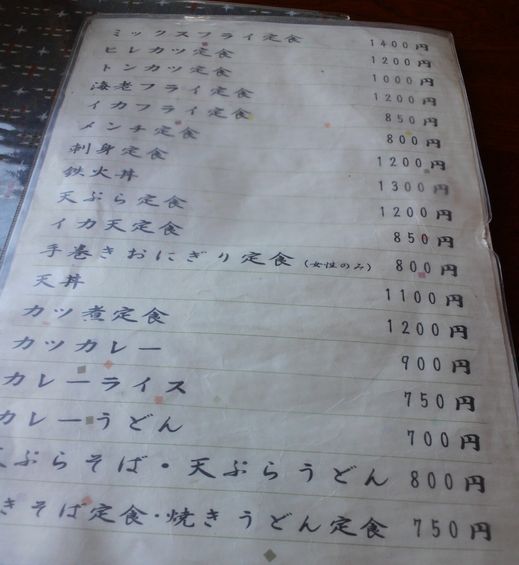 ミックスフライ定食 1400円
ヒレカツ定食 1200円
トンカツ定食 1000円
海老フライ定食 1200円
イカフライ定食 850円
メンチ定食 800円
刺身定食 1200円
鉄火丼 1300円
天ぷら定食 1200円
イカ天定食 850円
手巻きおにぎり定食(女性のみ) 800円
天丼 1100円
カツ煮定食 1200円
カツカレー 900円
カレーライス 750円
カレーうどん 700円
天ぷらそば・天ぷらうどん 800円
きそば定食・焼きうどん定食 750円